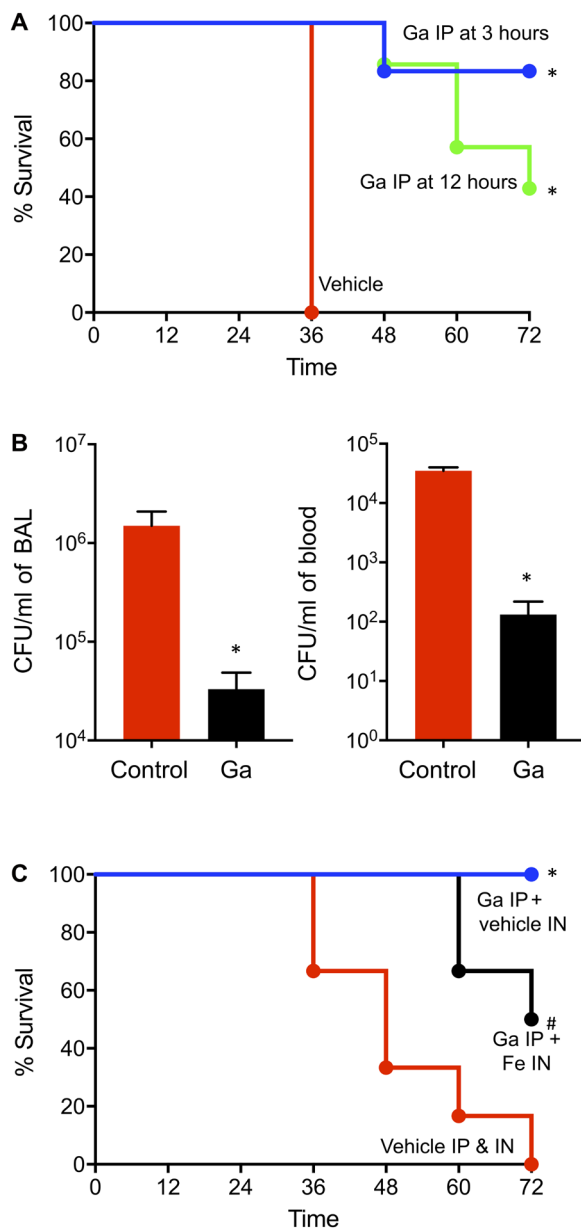 A
100
80
60
40
20
0
% Survival
Ga IP at 3 hours
*
Ga IP at 12 hours
*
Vehicle
0 12 24 36 48 60 72
Time
B
10⁷
10⁶
10⁵
10⁴
CFU/ml of BAL
*
Control Ga
10⁵
10⁴
10³
10²
10¹
10⁰
CFU/ml of blood
*
Control Ga
C
100
80
60
40
20
0
% Survival
*
Ga IP +
vehicle IN
#
Ga IP +
Fe IN
Vehicle IP & IN
0 12 24 36 48 60 72
Time